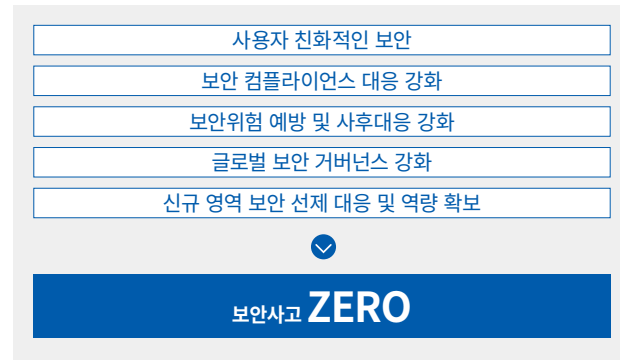 사용자 친화적인 보안
보안 컴플라이언스 대응 강화
보안위험 예방 및 사후대응 강화
글로벌 보안 거버넌스 강화
신규 영역 보안 선제 대응 및 역량 확보
보안사고 ZERO